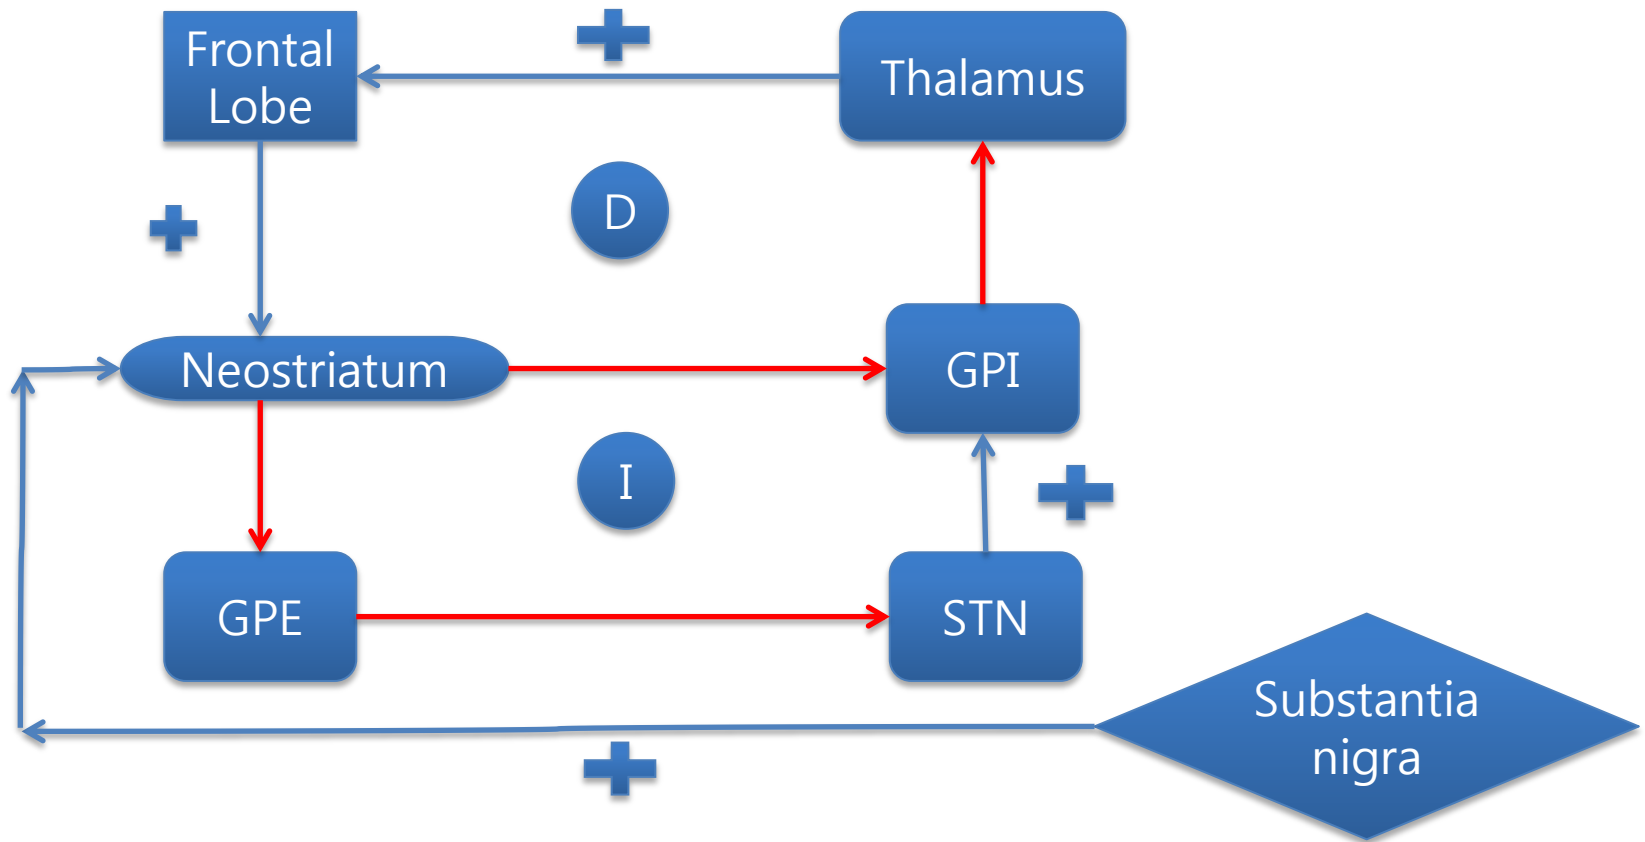 Frontal
Lobe
Thalamus
D
Neostriatum
GPI
I
GPE
STN
Substantia
nigra